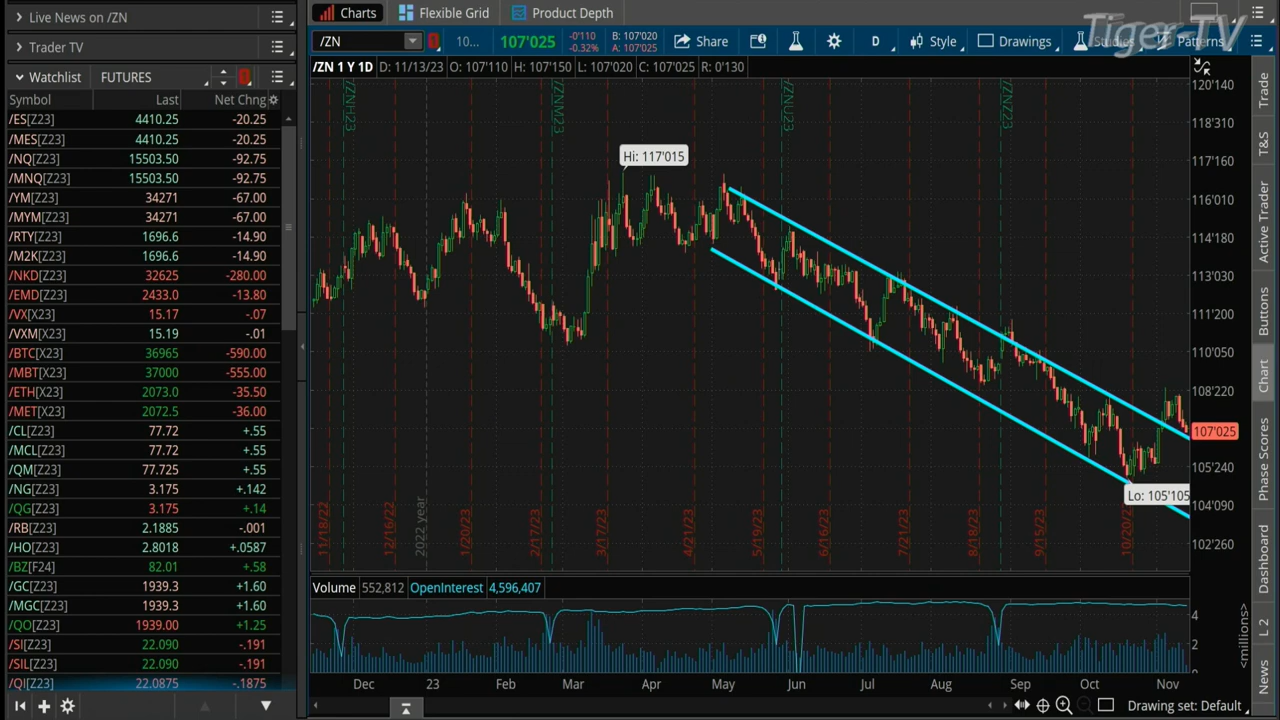 Live News on /ZN
Charts
Flexible Grid
Product Depth
Tiger TV
Trader TV
/ZN
10...
107'025
-0'110
-0.32%
B: 107'020
A: 107'025
Share
D
Style
Drawings
Studies
Patterns
Watchlist
FUTURES
/ZN 1 Y 1D
D: 11/13/23
O: 107'110
H: 107'150
L: 107'020
C: 107'025
R: 0'130
Symbol Last Net Chng
/ES[Z23] 4410.25 -20.25
/MES[Z23] 4410.25 -20.25
/NQ[Z23] 15503.50 -92.75
/MNQ[Z23] 15503.50 -92.75
/YM[Z23] 34271 -67.00
/MYM[Z23] 34271 -67.00
/RTY[Z23] 1696.6 -14.90
/M2K[Z23] 1696.6 -14.90
/NKD[Z23] 32625 -280.00
/EMD[Z23] 2433.0 -13.80
/VX[X23] 15.17 -.07
/VXM[X23] 15.19 -.01
/BTC[X23] 36965 -590.00
/MBT[X23] 37000 -555.00
/ETH[X23] 2073.0 -35.50
/MET[X23] 2072.5 -36.00
/CL[Z23] 77.72 +.55
/MCL[Z23] 77.72 +.55
/QM[Z23] 77.725 +.55
/NG[Z23] 3.175 +.142
/QG[Z23] 3.175 +.14
/RB[Z23] 2.1885 -.001
/HO[Z23] 2.8018 +.0587
/BZ[F24] 82.01 +.58
/GC[Z23] 1939.3 +1.60
/MGC[Z23] 1939.3 +1.60
/QO[Z23] 1939.00 +1.25
/SI[Z23] 22.090 -.191
/SIL[Z23] 22.090 -.191
/QI[Z23] 22.0875 -.1875
/ZNH23
/ZNM23
/ZNU23
/ZNZ23
Hi: 117'015
Lo: 105'105
120'140
118'310
117'160
116'010
114'180
113'030
111'200
110'050
108'220
107'025
105'240
104'090
102'260
11/18/22
12/16/22
2022 year
1/20/23
2/17/23
3/17/23
4/21/23
5/19/23
6/16/23
7/21/23
8/18/23
9/15/23
10/20/23
Volume 552,812 OpenInterest 4,596,407
4
2
0
<millions>
Dec 23 Feb Mar Apr May Jun Jul Aug Sep Oct Nov
Drawing set: Default
Trade
T&S
Active Trader
Buttons
Chart
Phase Scores
Dashboard
L 2
News